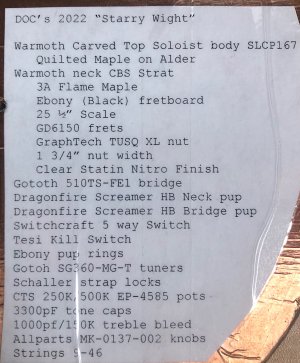 DOC's 2022 "Starry Wight"
Warmoth Carved Top Soloist body SLCP167
Quilted Maple on Alder
Warmoth neck CBS Strat
3A Flame Maple
Ebony (Black) fretboard
25 ½" Scale
GD6150 frets
GraphTech TUSQ XL nut
1 3/4" nut width
Clear Statin Nitro Finish
Gototh 510TS-FE1 bridge
Dragonfire Screamer HB Neck pup
Dragonfire Screamer HB Bridge pup
Switchcraft 5 way Switch
Tesi Kill Switch
Ebony pup rings
Gotoh SG360-MG-T tuners
Schaller strap locks
CTS 250K/500K EP-4585 pots
3300pF tone caps
1000pf/150K treble bleed
Allparts MK-0137-002 knobs
Strings 9-46